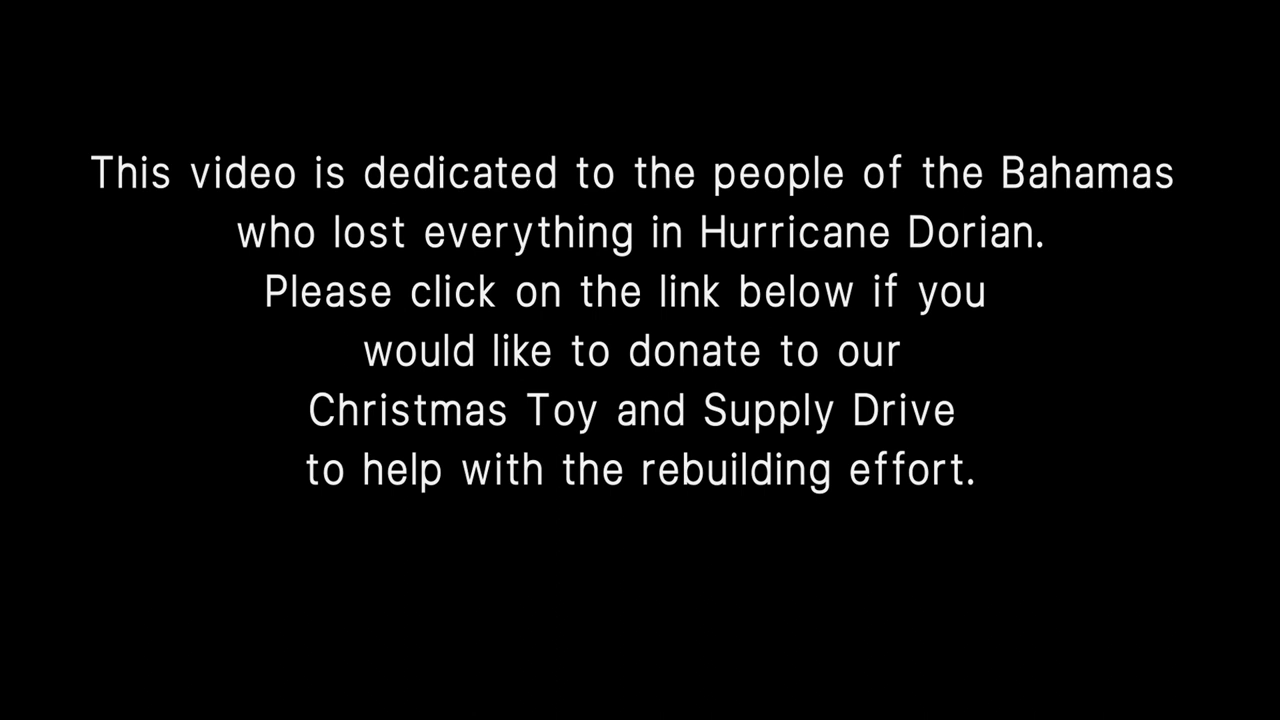 This video is dedicated to the people of the Bahamas
who lost everything in Hurricane Dorian.
Please click on the link below if you
would like to donate to our
Christmas Toy and Supply Drive
to help with the rebuilding effort.